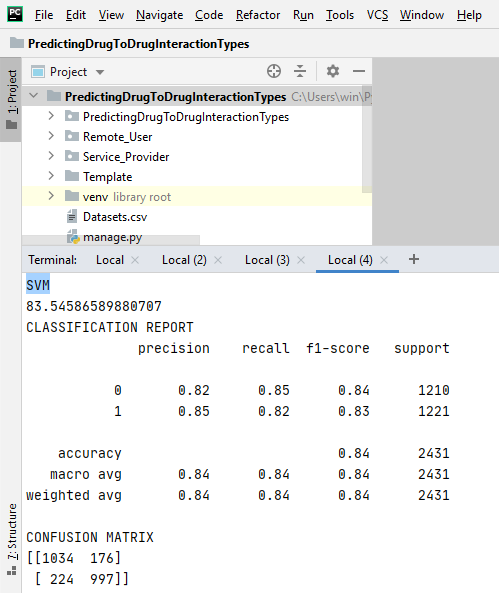 PC File Edit View Navigate Code Refactor Run Tools VCS Window Help
PredictingDrugToDrugInteractionTypes
1: Project
Project
PredictingDrugToDrugInteractionTypes C:\Users\win\P
PredictingDrugToDrugInteractionTypes
Remote_User
Service_Provider
Template
venv library root
Datasets.csv
manage.py
Terminal: Local Local (2) Local (3) Local (4)
SVM
83.54586589880707
CLASSIFICATION REPORT
precision recall f1-score support
0 0.82 0.85 0.84 1210
1 0.85 0.82 0.83 1221
accuracy 0.84 2431
macro avg 0.84 0.84 0.84 2431
weighted avg 0.84 0.84 0.84 2431
CONFUSION MATRIX
[[1034 176]
[ 224 997]]
7: Structure